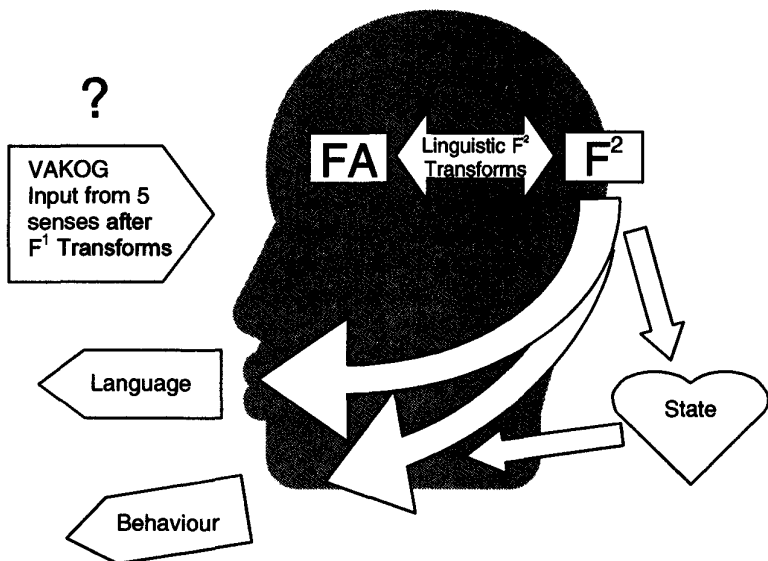 ?
VAKOG
Input from 5
senses after
F¹ Transforms
FA
Linguistic F²
Transforms
F²
Language
State
Behaviour